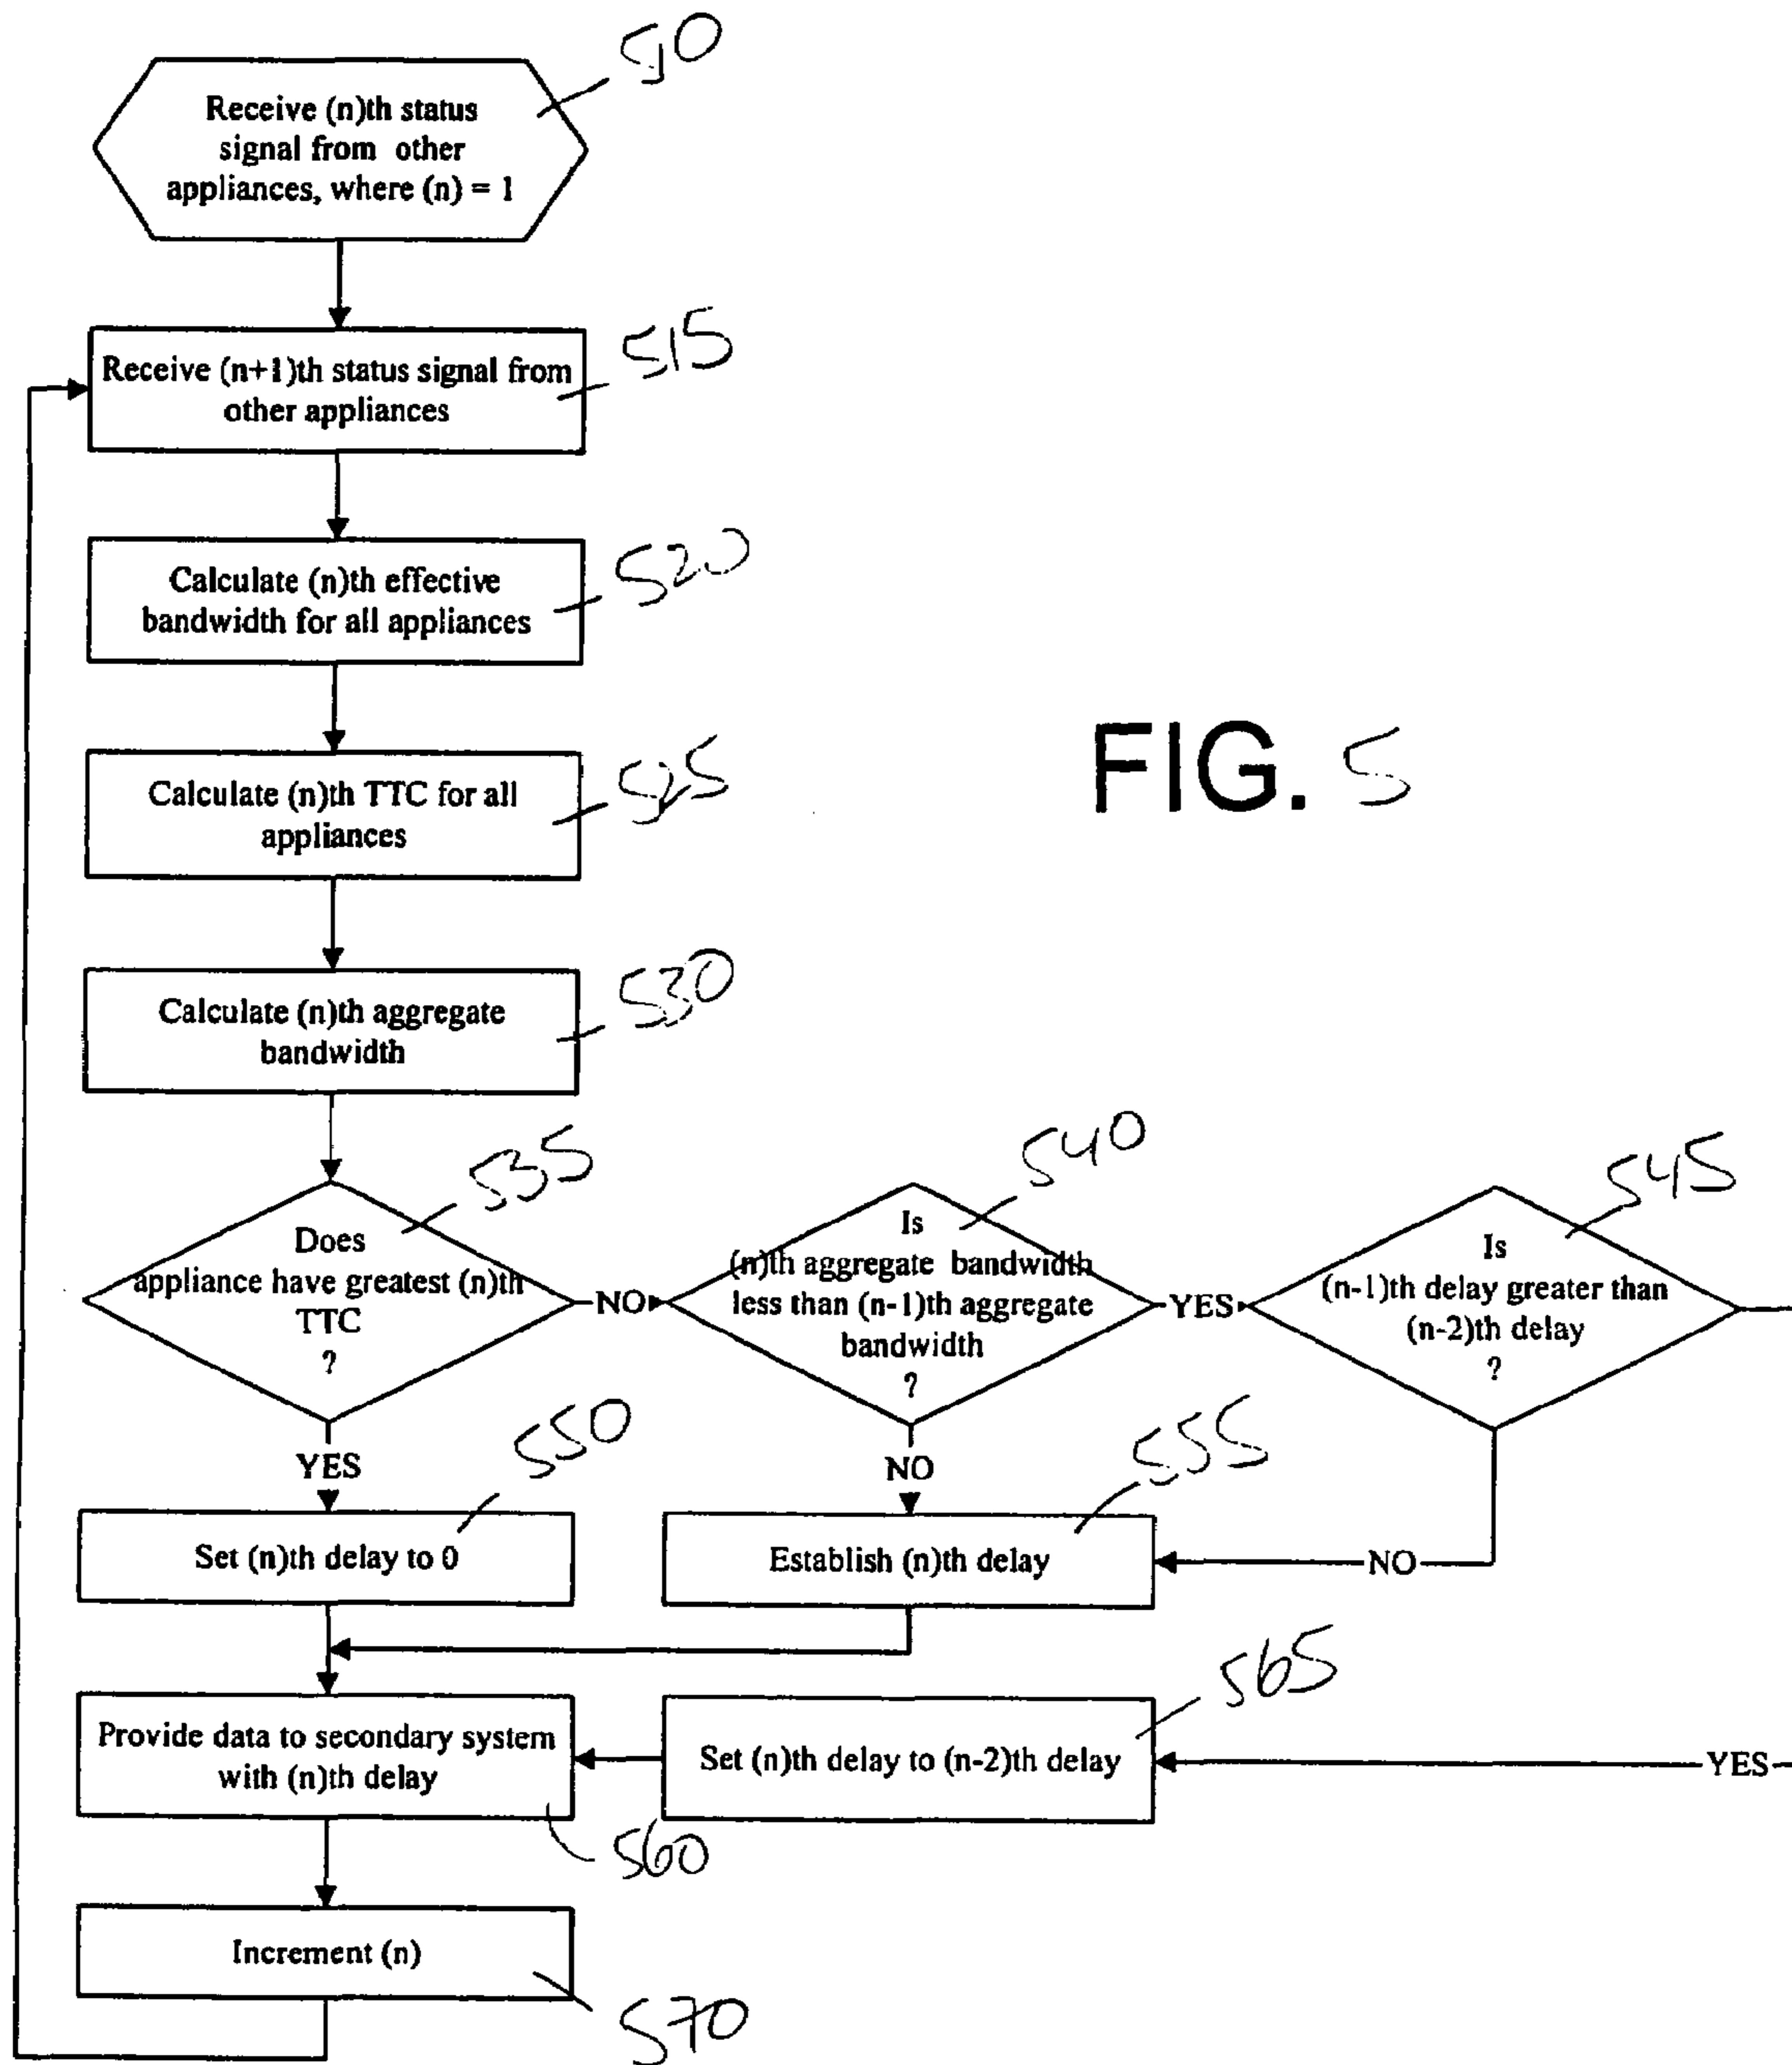 510
Receive (n)th status
signal from other
appliances, where (n) = 1
515
Receive (n+1)th status signal from
other appliances
520
Calculate (n)th effective
bandwidth for all appliances
FIG. 5
525
Calculate (n)th TTC for all
appliances
530
Calculate (n)th aggregate
bandwidth
535
Does
appliance have greatest (n)th
TTC
?
NO
540
Is
(n)th aggregate bandwidth
less than (n-1)th aggregate
bandwidth
?
YES
545
Is
(n-1)th delay greater than
(n-2)th delay
?
YES
550
Set (n)th delay to 0
NO
555
Establish (n)th delay
NO
Provide data to secondary system
with (n)th delay
560
565
Set (n)th delay to (n-2)th delay
YES
Increment (n)
570